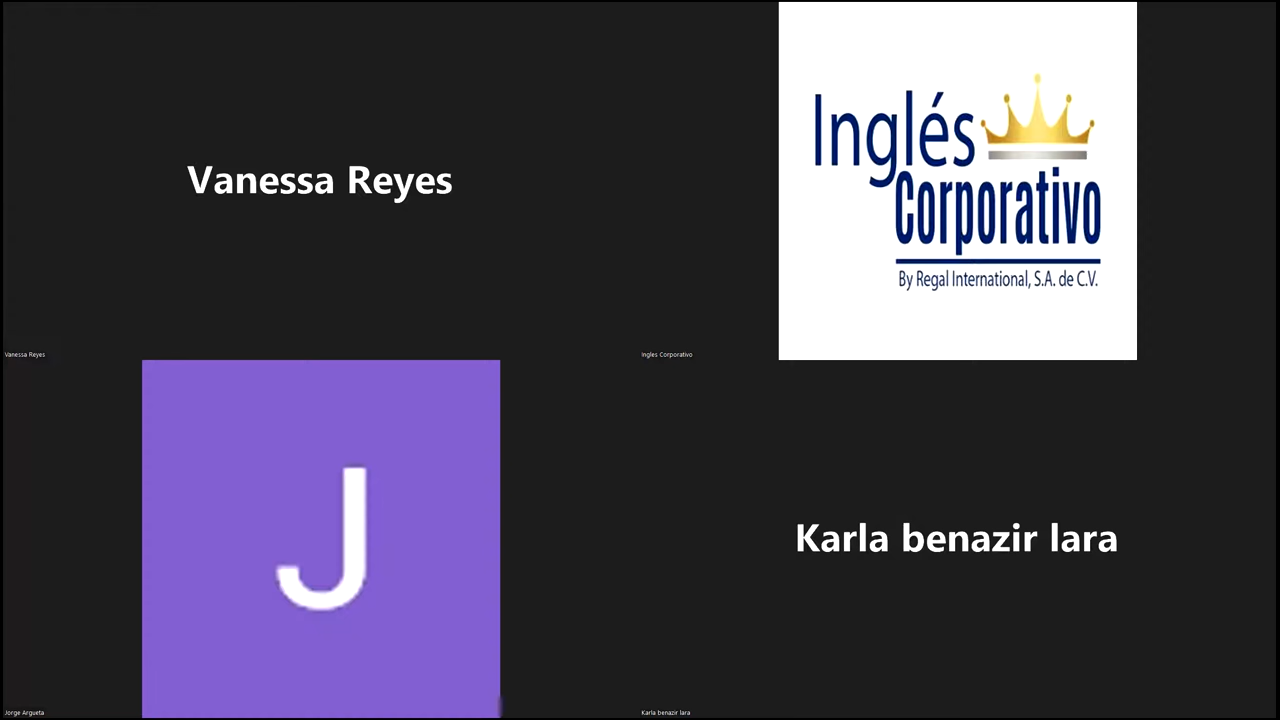 Vanessa Reyes
Vanessa Reyes
Inglés
Corporativo
By Regal International, S.A. de C.V.
Ingles Corporativo
J
Jorge Argueta
Karla benazir lara
Karla benazir lara